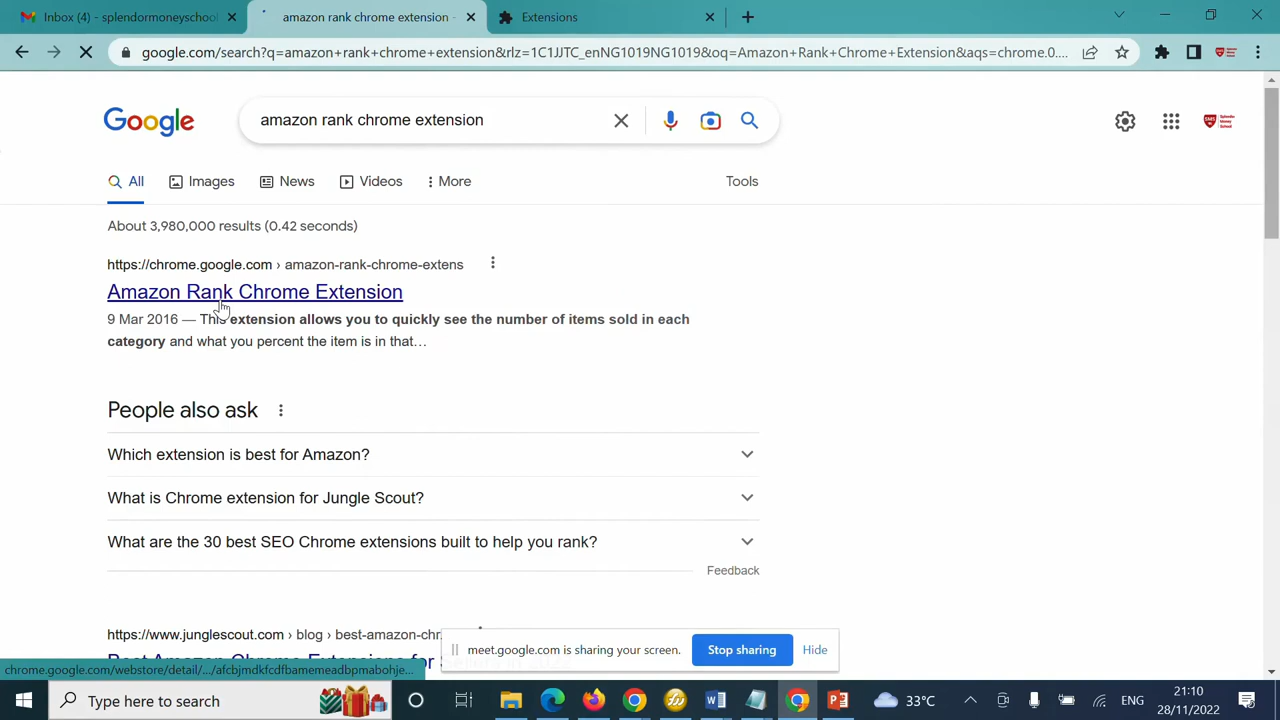 Inbox (4) - splendormoneyschool
amazon rank chrome extension -
Extensions
google.com/search?q=amazon+rank+chrome+extension&rlz=1C1JJTC_enNG1019NG1019&oq=Amazon+Rank+Chrome+Extension&aqs=chrome.0....
Google
amazon rank chrome extension
All
Images
News
Videos
More
Tools
About 3,980,000 results (0.42 seconds)
https://chrome.google.com › amazon-rank-chrome-extens
Amazon Rank Chrome Extension
9 Mar 2016 — This extension allows you to quickly see the number of items sold in each
category and what you percent the item is in that...
People also ask
Which extension is best for Amazon?
What is Chrome extension for Jungle Scout?
What are the 30 best SEO Chrome extensions built to help you rank?
Feedback
https://www.junglescout.com › blog › best-amazon-chr
Best Amazon Chrome Extensions for
meet.google.com is sharing your screen.
Stop sharing
Hide
chrome.google.com/webstore/detail/.../afcbjmdkfcdfbamemeadbpmabohje...
Type here to search
33°C
ENG
21:10
28/11/2022